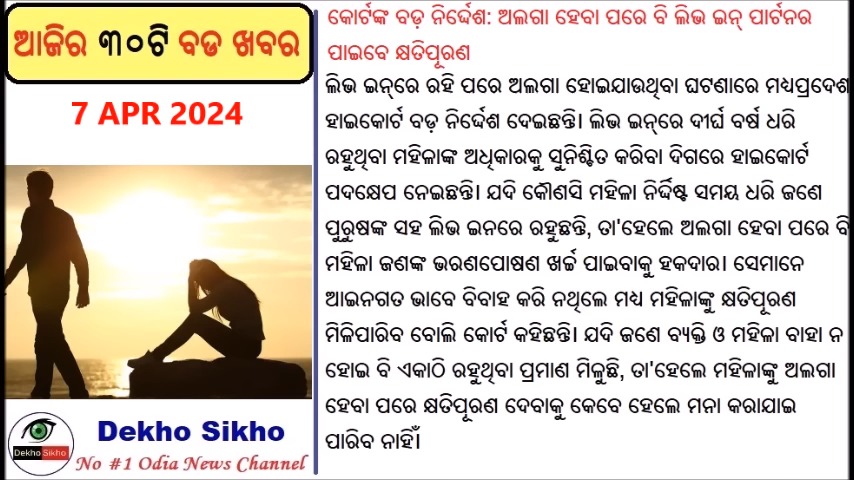 ଆଜିର ୩୦ଟି ବଡ ଖବର
7 APR 2024
କୋର୍ଟଙ୍କ ବଡ଼ ନିର୍ଦ୍ଦେଶ: ଅଲଗା ହେବା ପରେ ବି ଲିଭ ଇନ୍ ପାର୍ଟନର
ପାଇବେ କ୍ଷତିପୂରଣ
ଲିଭ ଇନ୍‌ରେ ରହି ପରେ ଅଲଗା ହୋଇଯାଉଥିବା ଘଟଣାରେ ମଧ୍ୟପ୍ରଦେଶ
ହାଇକୋର୍ଟ ବଡ଼ ନିର୍ଦ୍ଦେଶ ଦେଇଛନ୍ତି। ଲିଭ ଇନ୍‌ରେ ଦୀର୍ଘ ବର୍ଷ ଧରି
ରହୁଥିବା ମହିଳାଙ୍କ ଅଧିକାରକୁ ସୁନିଶ୍ଚିତ କରିବା ଦିଗରେ ହାଇକୋର୍ଟ
ପଦକ୍ଷେପ ନେଇଛନ୍ତି। ଯଦି କୌଣସି ମହିଳା ନିର୍ଦ୍ଦିଷ୍ଟ ସମୟ ଧରି ଜଣେ
ପୁରୁଷଙ୍କ ସହ ଲିଭ ଇନରେ ରହୁଛନ୍ତି, ତା'ହେଲେ ଅଲଗା ହେବା ପରେ ବି
ମହିଳା ଜଣଙ୍କ ଭରଣପୋଷଣ ଖର୍ଚ୍ଚ ପାଇବାକୁ ହକଦାର। ସେମାନେ
ଆଇନଗତ ଭାବେ ବିବାହ କରି ନଥିଲେ ମଧ୍ୟ ମହିଳାଙ୍କୁ କ୍ଷତିପୂରଣ
ମିଳିପାରିବ ବୋଲି କୋର୍ଟ କହିଛନ୍ତି। ଯଦି ଜଣେ ବ୍ୟକ୍ତି ଓ ମହିଳା ବାହା ନ
ହୋଇ ବି ଏକାଠି ରହୁଥିବା ପ୍ରମାଣ ମିଳୁଛି, ତା'ହେଲେ ମହିଳାଙ୍କୁ ଅଲଗା
ହେବା ପରେ କ୍ଷତିପୂରଣ ଦେବାକୁ କେବେ ହେଲେ ମନା କରାଯାଇ
ପାରିବ ନାହିଁ।
Dekho Sikho
Dekho Sikho
No #1 Odia News Channel